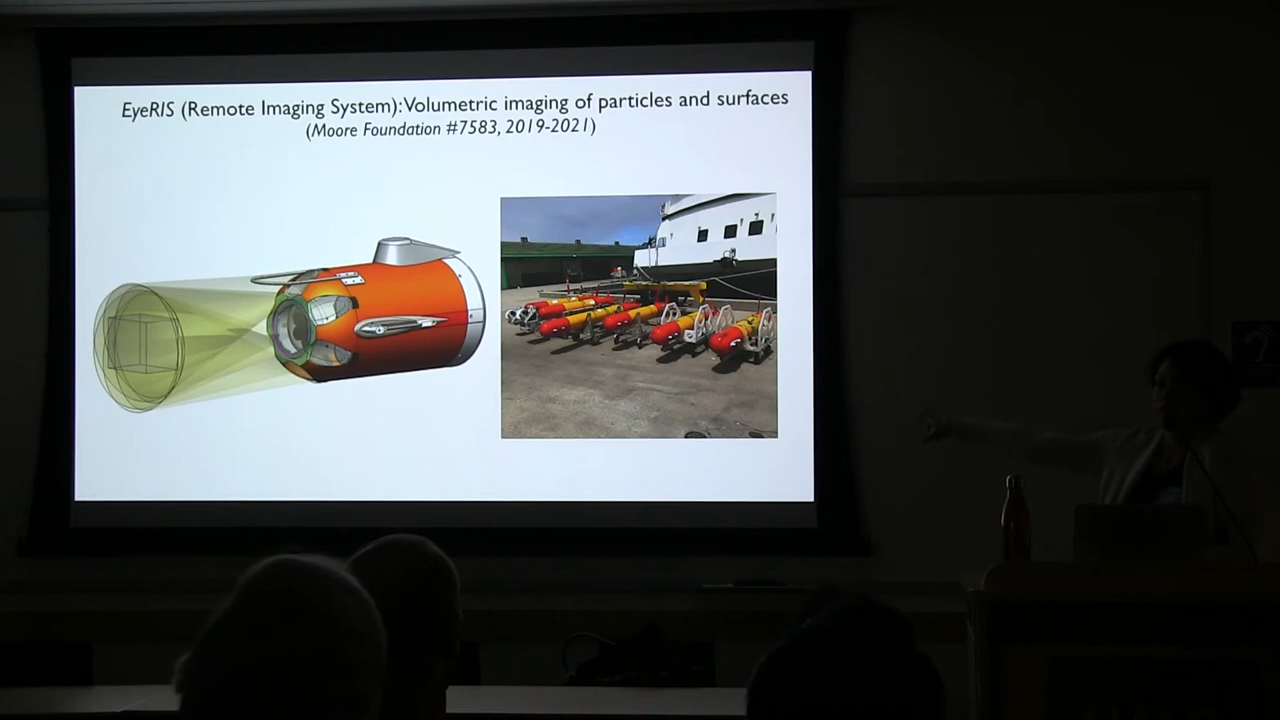 EyeRIS (Remote Imaging System): Volumetric imaging of particles and surfaces
(Moore Foundation #7583, 2019-2021)